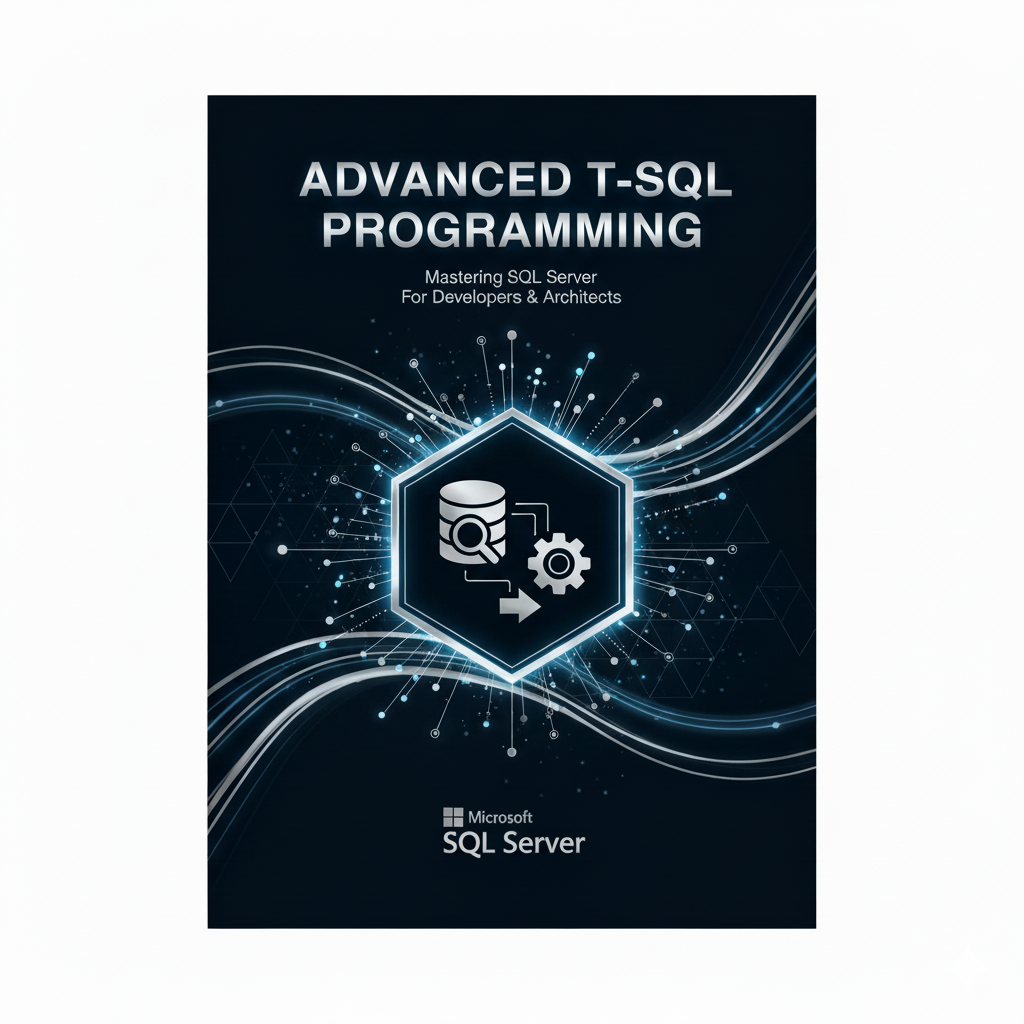 ADVANCED T-SQL
PROGRAMMING
Mastering SQL Server
For Developers & Architects
Microsoft
SQL Server